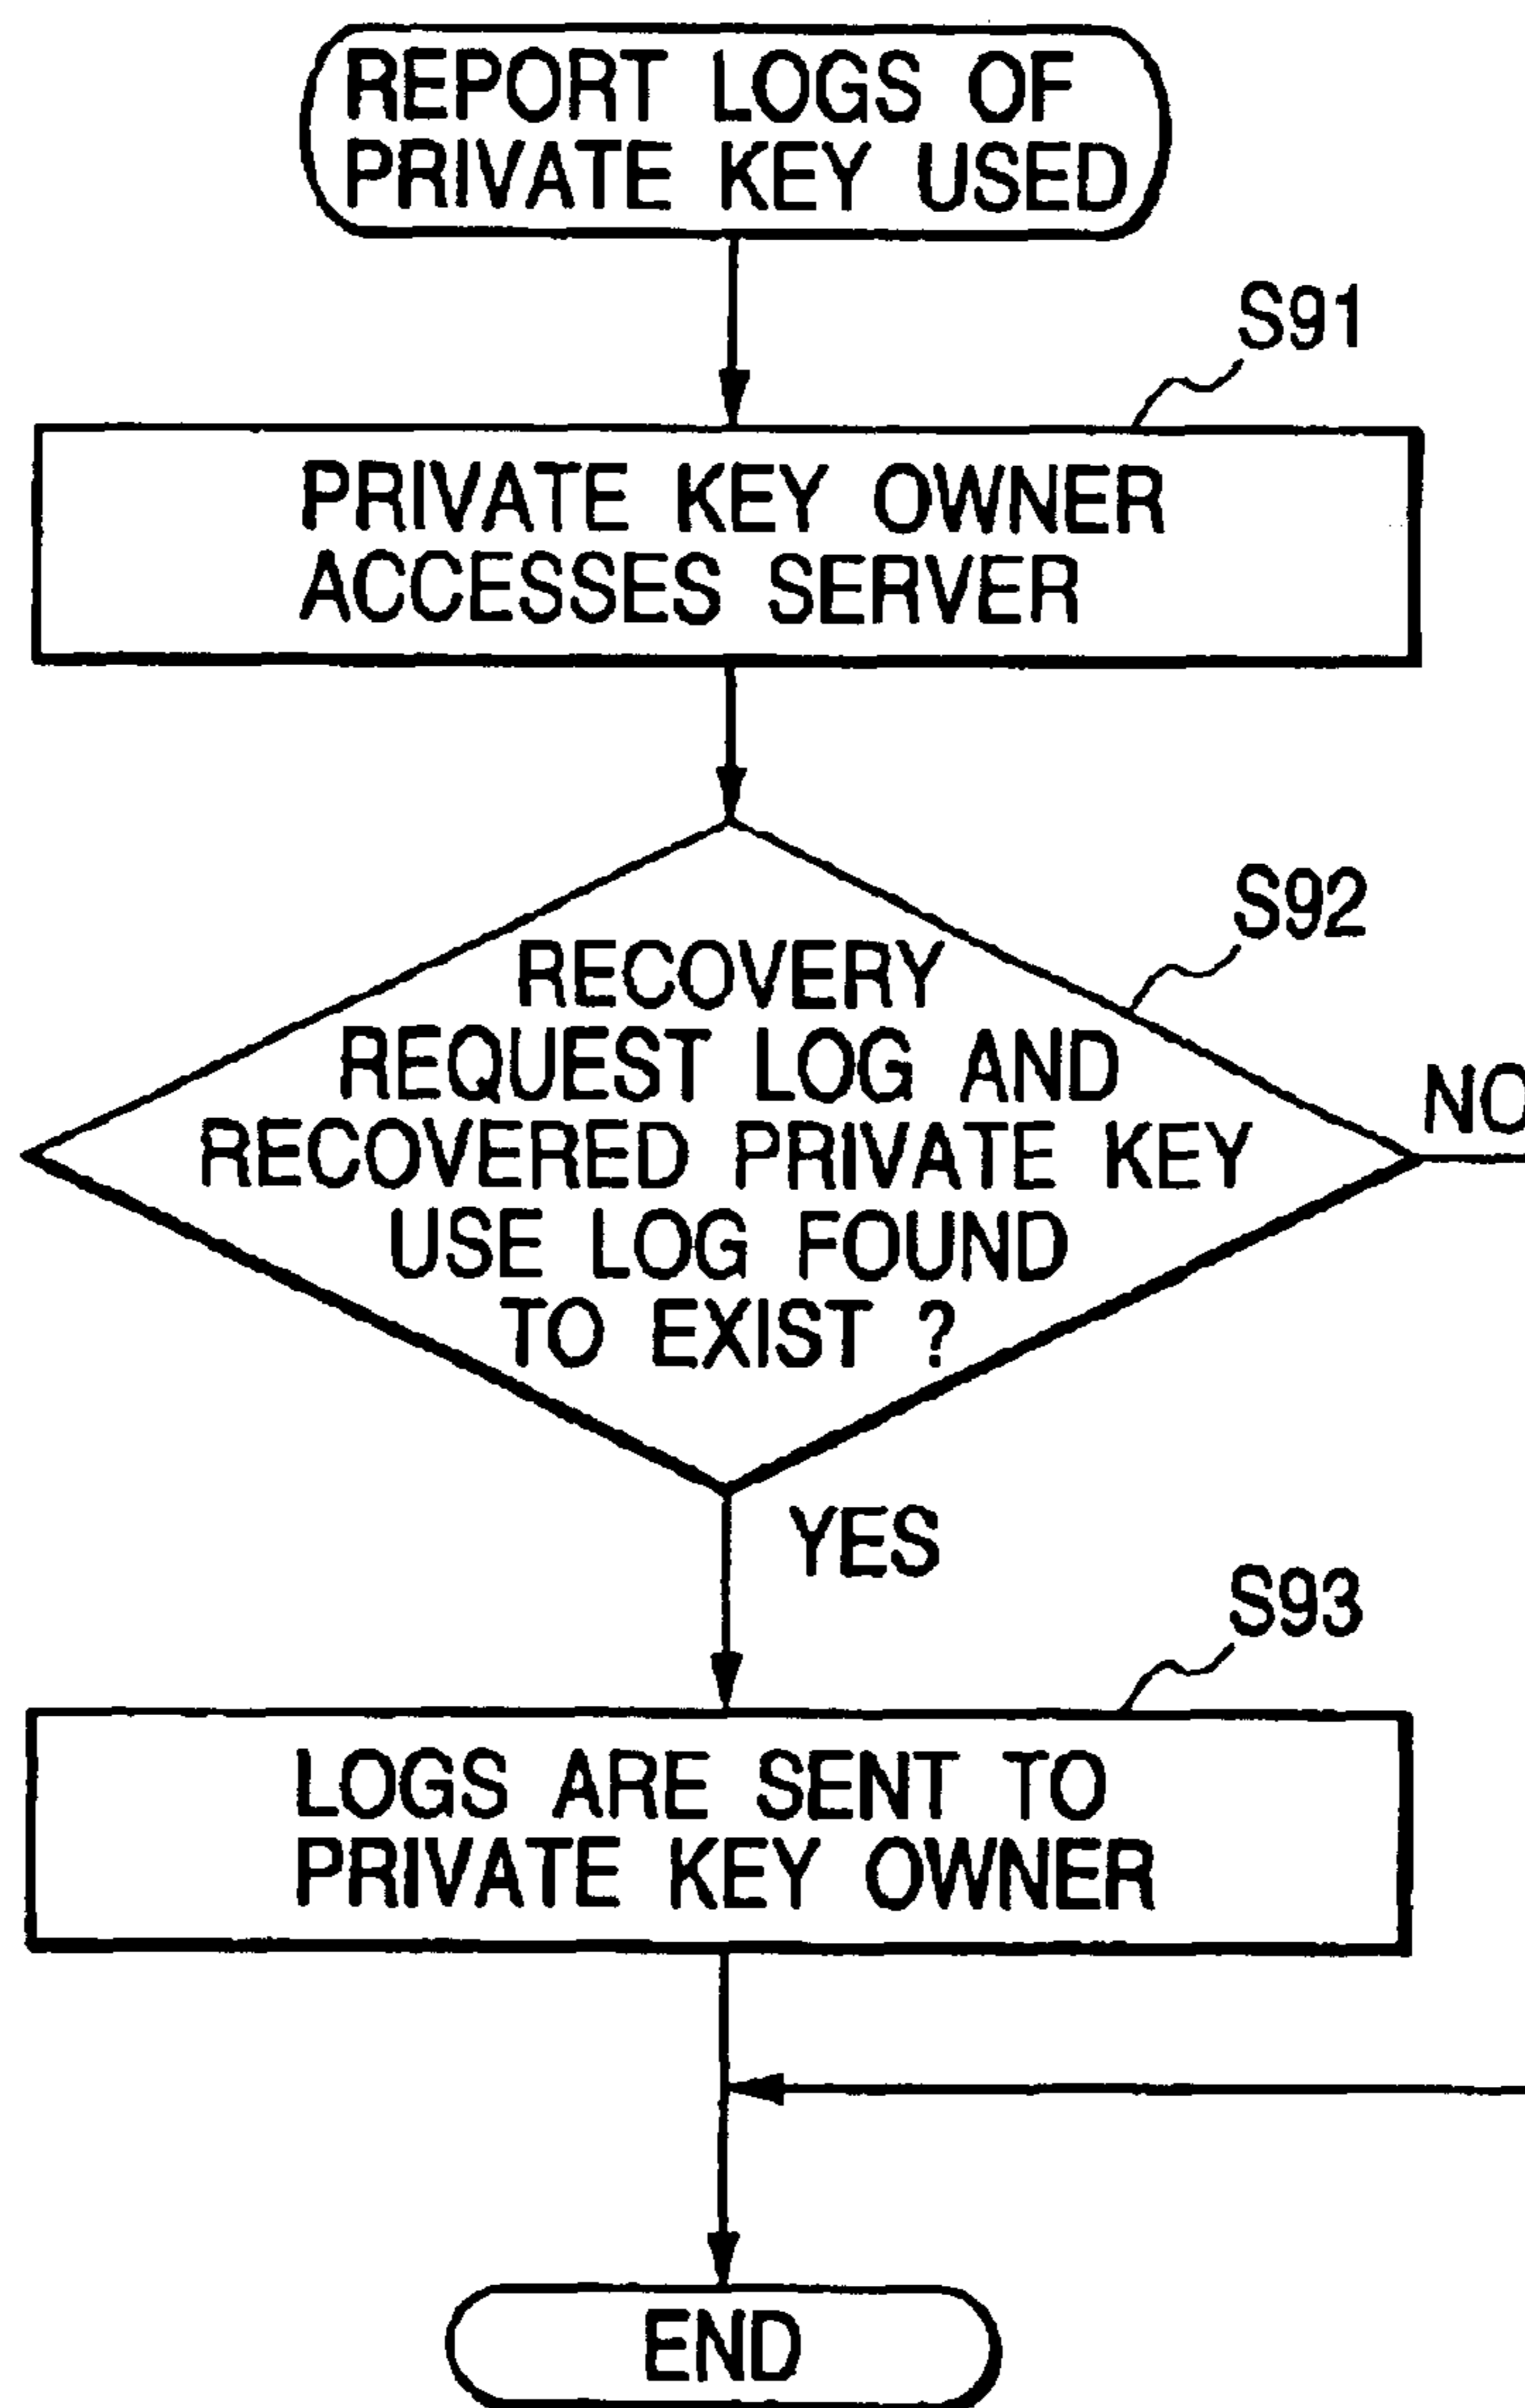 REPORT LOGS OF
PRIVATE KEY USED
S91
PRIVATE KEY OWNER
ACCESSES SERVER
S92
RECOVERY
REQUEST LOG AND
RECOVERED PRIVATE KEY
USE LOG FOUND
TO EXIST ?
NO
YES
S93
LOGS ARE SENT TO
PRIVATE KEY OWNER
END